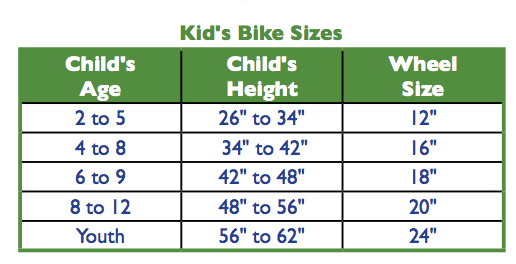 Kid's Bike Sizes
Child's Age Child's Height Wheel Size
2 to 5 26" to 34" 12"
4 to 8 34" to 42" 16"
6 to 9 42" to 48" 18"
8 to 12 48" to 56" 20"
Youth 56" to 62" 24"